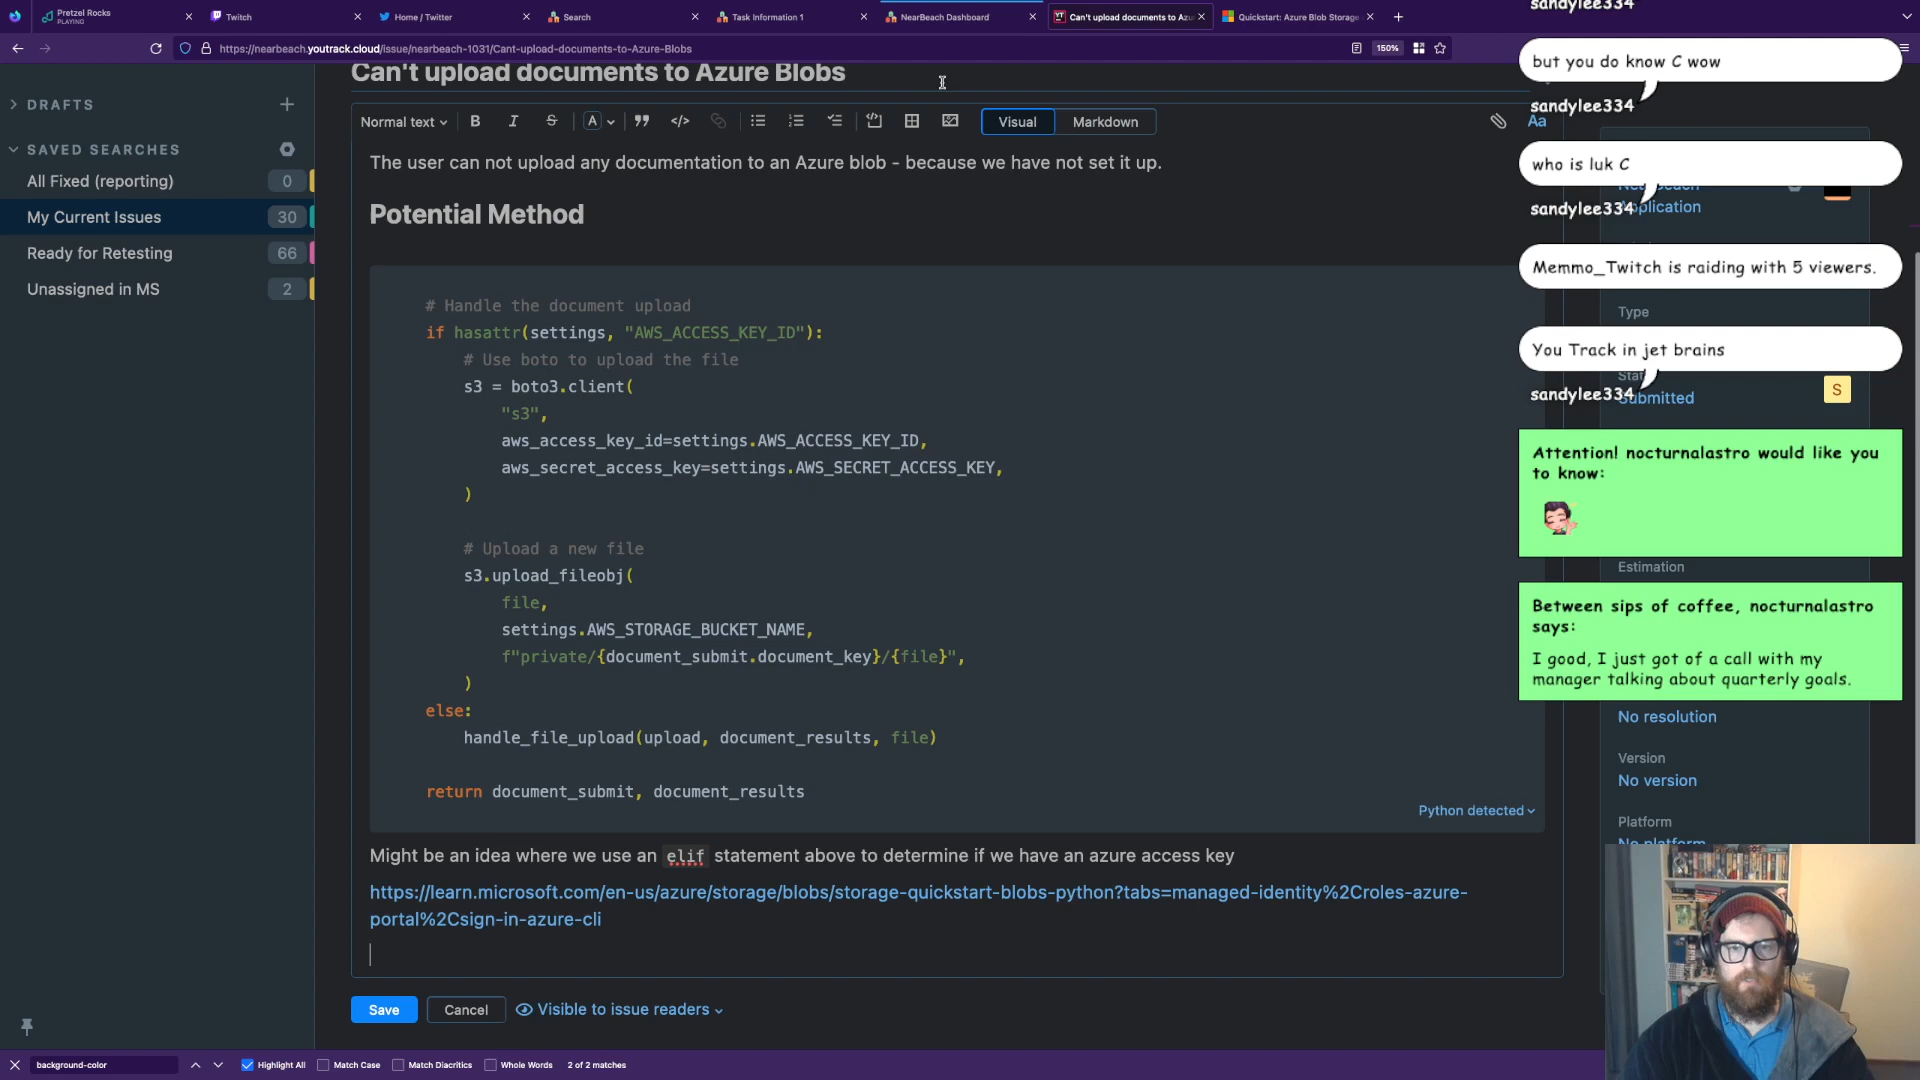 Pretzel Rocks
PLAYING
Twitch
Home / Twitter
Search
Task Information 1
NearBeach Dashboard
Can't upload documents to Azu
Quickstart: Azure Blob Storage
https://nearbeach.youtrack.cloud/issue/nearbeach-1031/Cant-upload-documents-to-Azure-Blobs
150%
DRAFTS
SAVED SEARCHES
All Fixed (reporting)
0
My Current Issues
30
Ready for Retesting
66
Unassigned in MS
2
Can't upload documents to Azure Blobs
Normal text
B
I
S
A
Visual
Markdown
Aa
The user can not upload any documentation to an Azure blob - because we have not set it up.
Potential Method
# Handle the document upload
if hasattr(settings, "AWS_ACCESS_KEY_ID"):
# Use boto to upload the file
s3 = boto3.client(
"s3",
aws_access_key_id=settings.AWS_ACCESS_KEY_ID,
aws_secret_access_key=settings.AWS_SECRET_ACCESS_KEY,
)
# Upload a new file
s3.upload_fileobj(
file,
settings.AWS_STORAGE_BUCKET_NAME,
f"private/{document_submit.document_key}/{file}",
)
else:
handle_file_upload(upload, document_results, file)
return document_submit, document_results
Python detected
Might be an idea where we use an elif statement above to determine if we have an azure access key
https://learn.microsoft.com/en-us/azure/storage/blobs/storage-quickstart-blobs-python?tabs=managed-identity%2Croles-azure-
portal%2Csign-in-azure-cli
Save
Cancel
Visible to issue readers
sandylee334
but you do know C wow
sandylee334
who is luk C
sandylee334
Application
Memmo_Twitch is raiding with 5 viewers.
Type
You Track in jet brains
sandylee334
Submitted
S
Attention! nocturnalastro would like you
to know:
Estimation
Between sips of coffee, nocturnalastro
says:
I good, I just got of a call with my
manager talking about quarterly goals.
No resolution
Version
No version
Platform
background-color
Highlight All
Match Case
Match Diacritics
Whole Words
2 of 2 matches